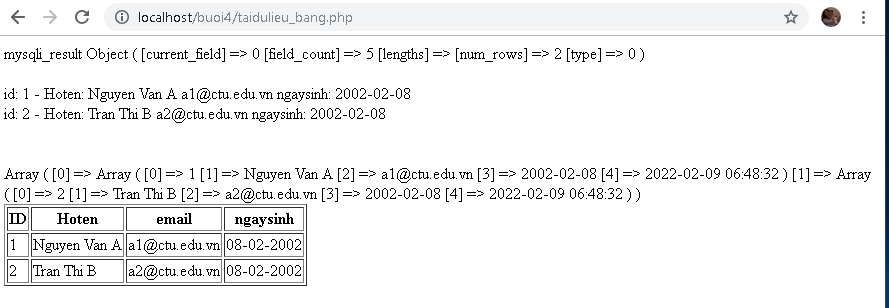 localhost/buoi4/taidulieu_bang.php
mysqli_result Object ( [current_field] => 0 [field_count] => 5 [lengths] => [num_rows] => 2 [type] => 0 )
id: 1 - Hoten: Nguyen Van A a1@ctu.edu.vn ngaysinh: 2002-02-08
id: 2 - Hoten: Tran Thi B a2@ctu.edu.vn ngaysinh: 2002-02-08
Array ( [0] => Array ( [0] => 1 [1] => Nguyen Van A [2] => a1@ctu.edu.vn [3] => 2002-02-08 [4] => 2022-02-09 06:48:32 ) [1] => Array
( [0] => 2 [1] => Tran Thi B [2] => a2@ctu.edu.vn [3] => 2002-02-08 [4] => 2022-02-09 06:48:32 ) )
ID Hoten email ngaysinh
1 Nguyen Van A a1@ctu.edu.vn 08-02-2002
2 Tran Thi B a2@ctu.edu.vn 08-02-2002